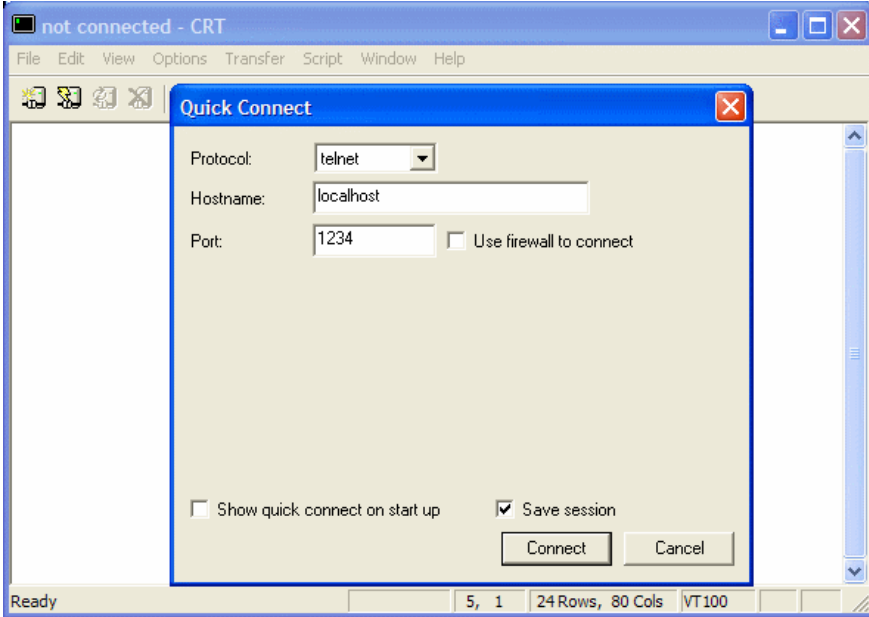 not connected - CRT
File Edit View Options Transfer Script Window Help
Quick Connect
Protocol: telnet
Hostname: localhost
Port: 1234 Use firewall to connect
Show quick connect on start up Save session
Connect Cancel
Ready 5, 1 24 Rows, 80 Cols VT100